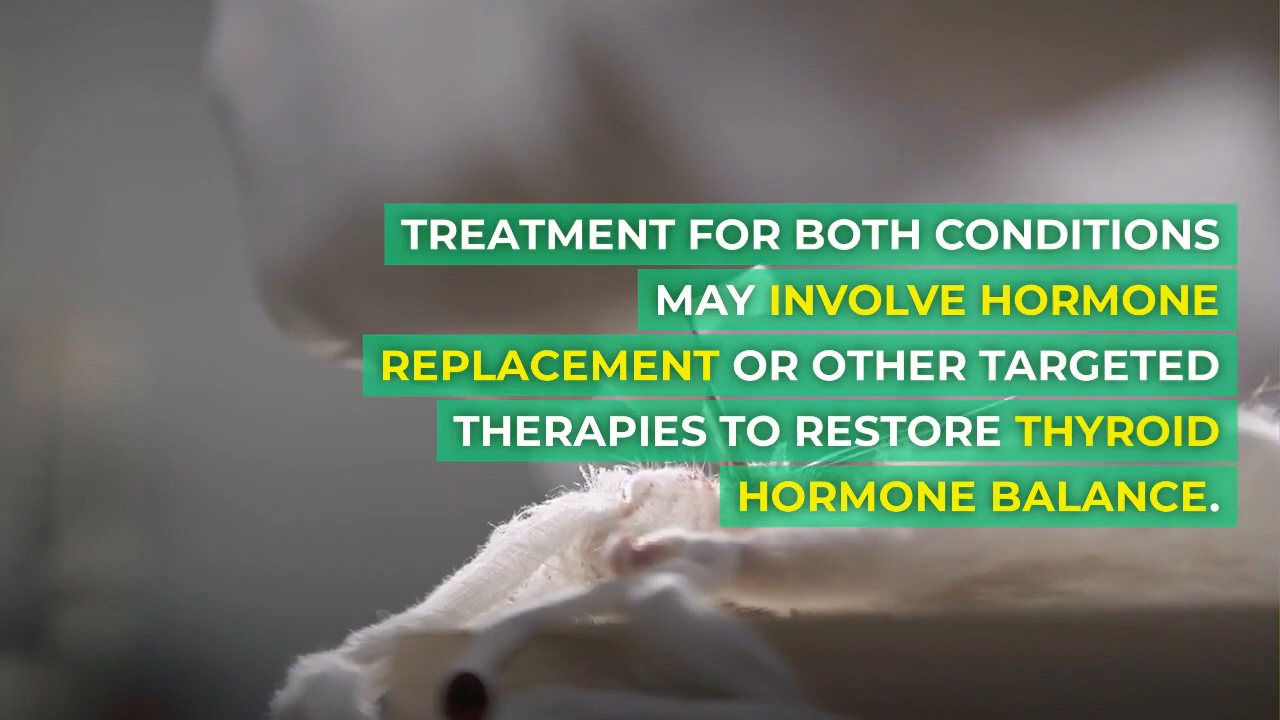 TREATMENT FOR BOTH CONDITIONS
MAY INVOLVE HORMONE
REPLACEMENT OR OTHER TARGETED
THERAPIES TO RESTORE THYROID
HORMONE BALANCE.